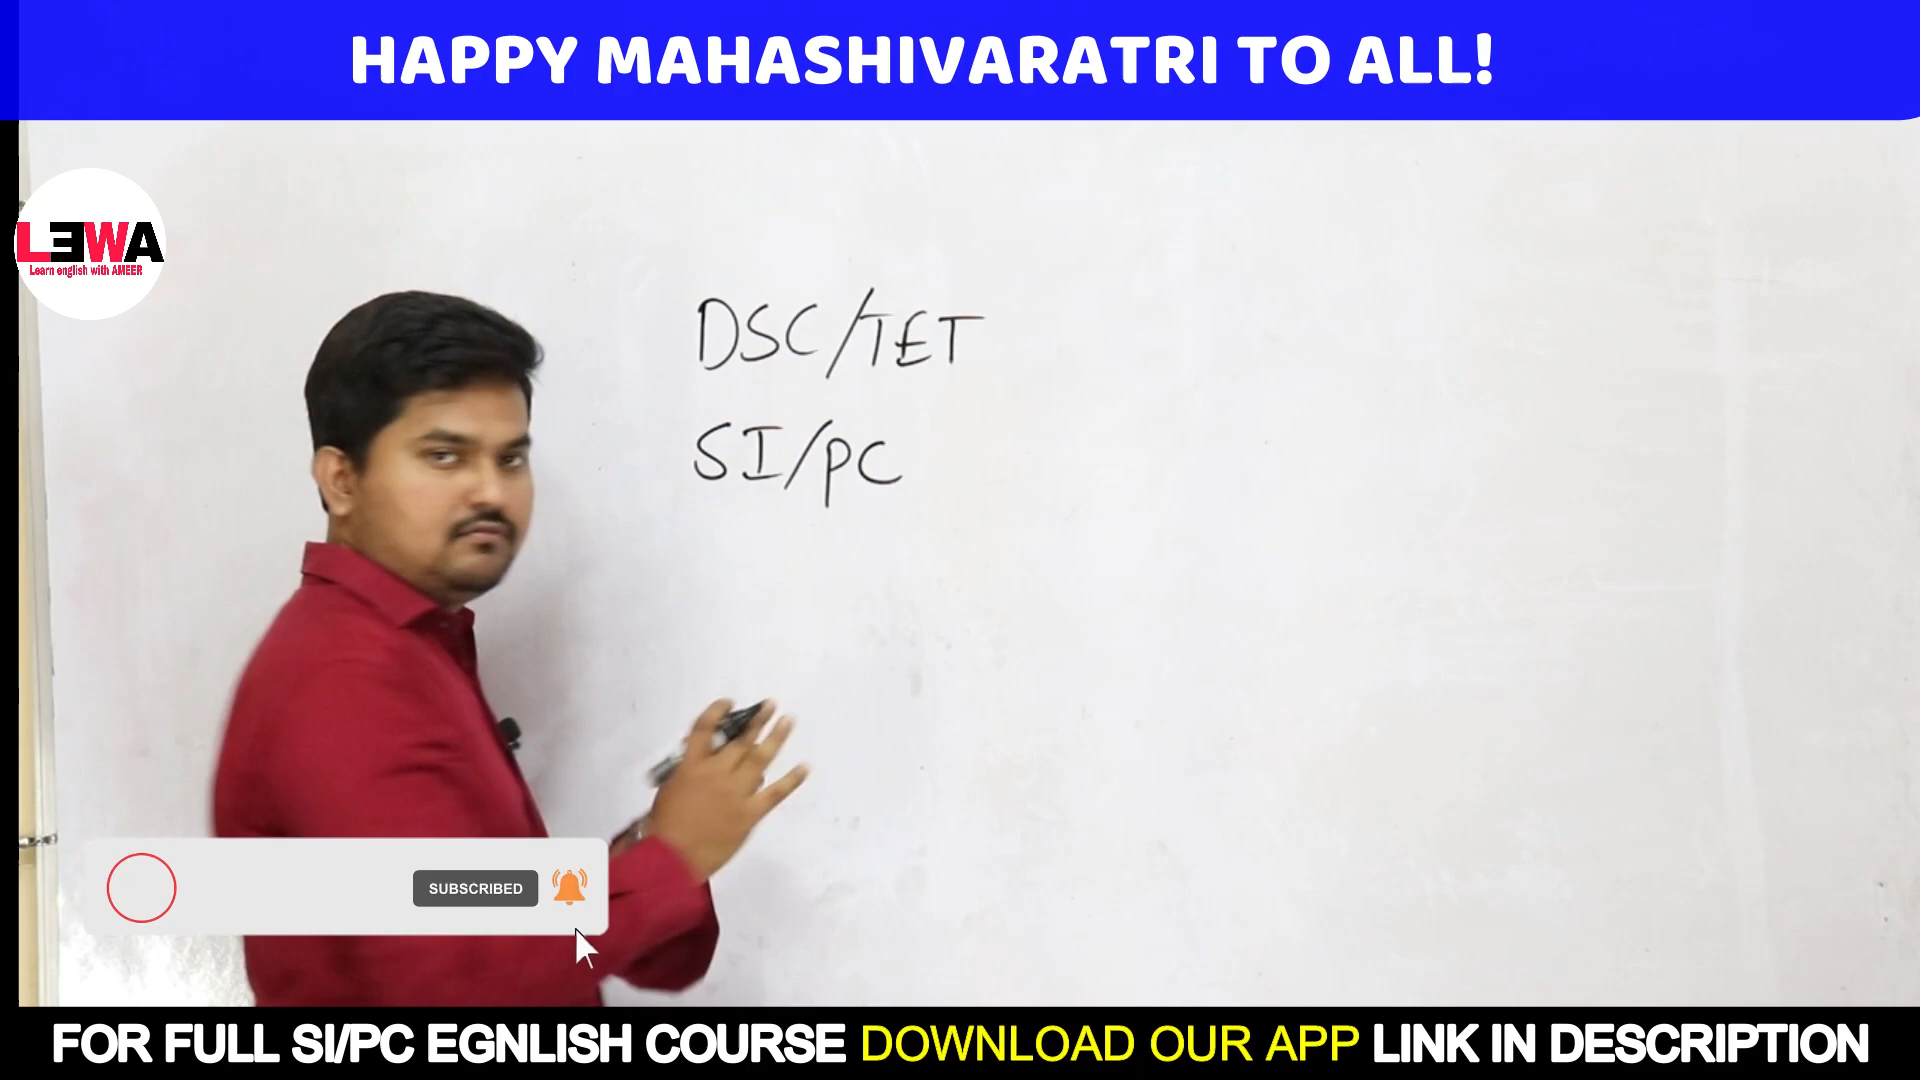 HAPPY MAHASHIVARATRI TO ALL!
LEWA
Learn english with AMEER
DSC/TET
SI/PC
SUBSCRIBED
FOR FULL SI/PC EGNLISH COURSE DOWNLOAD OUR APP LINK IN DESCRIPTION